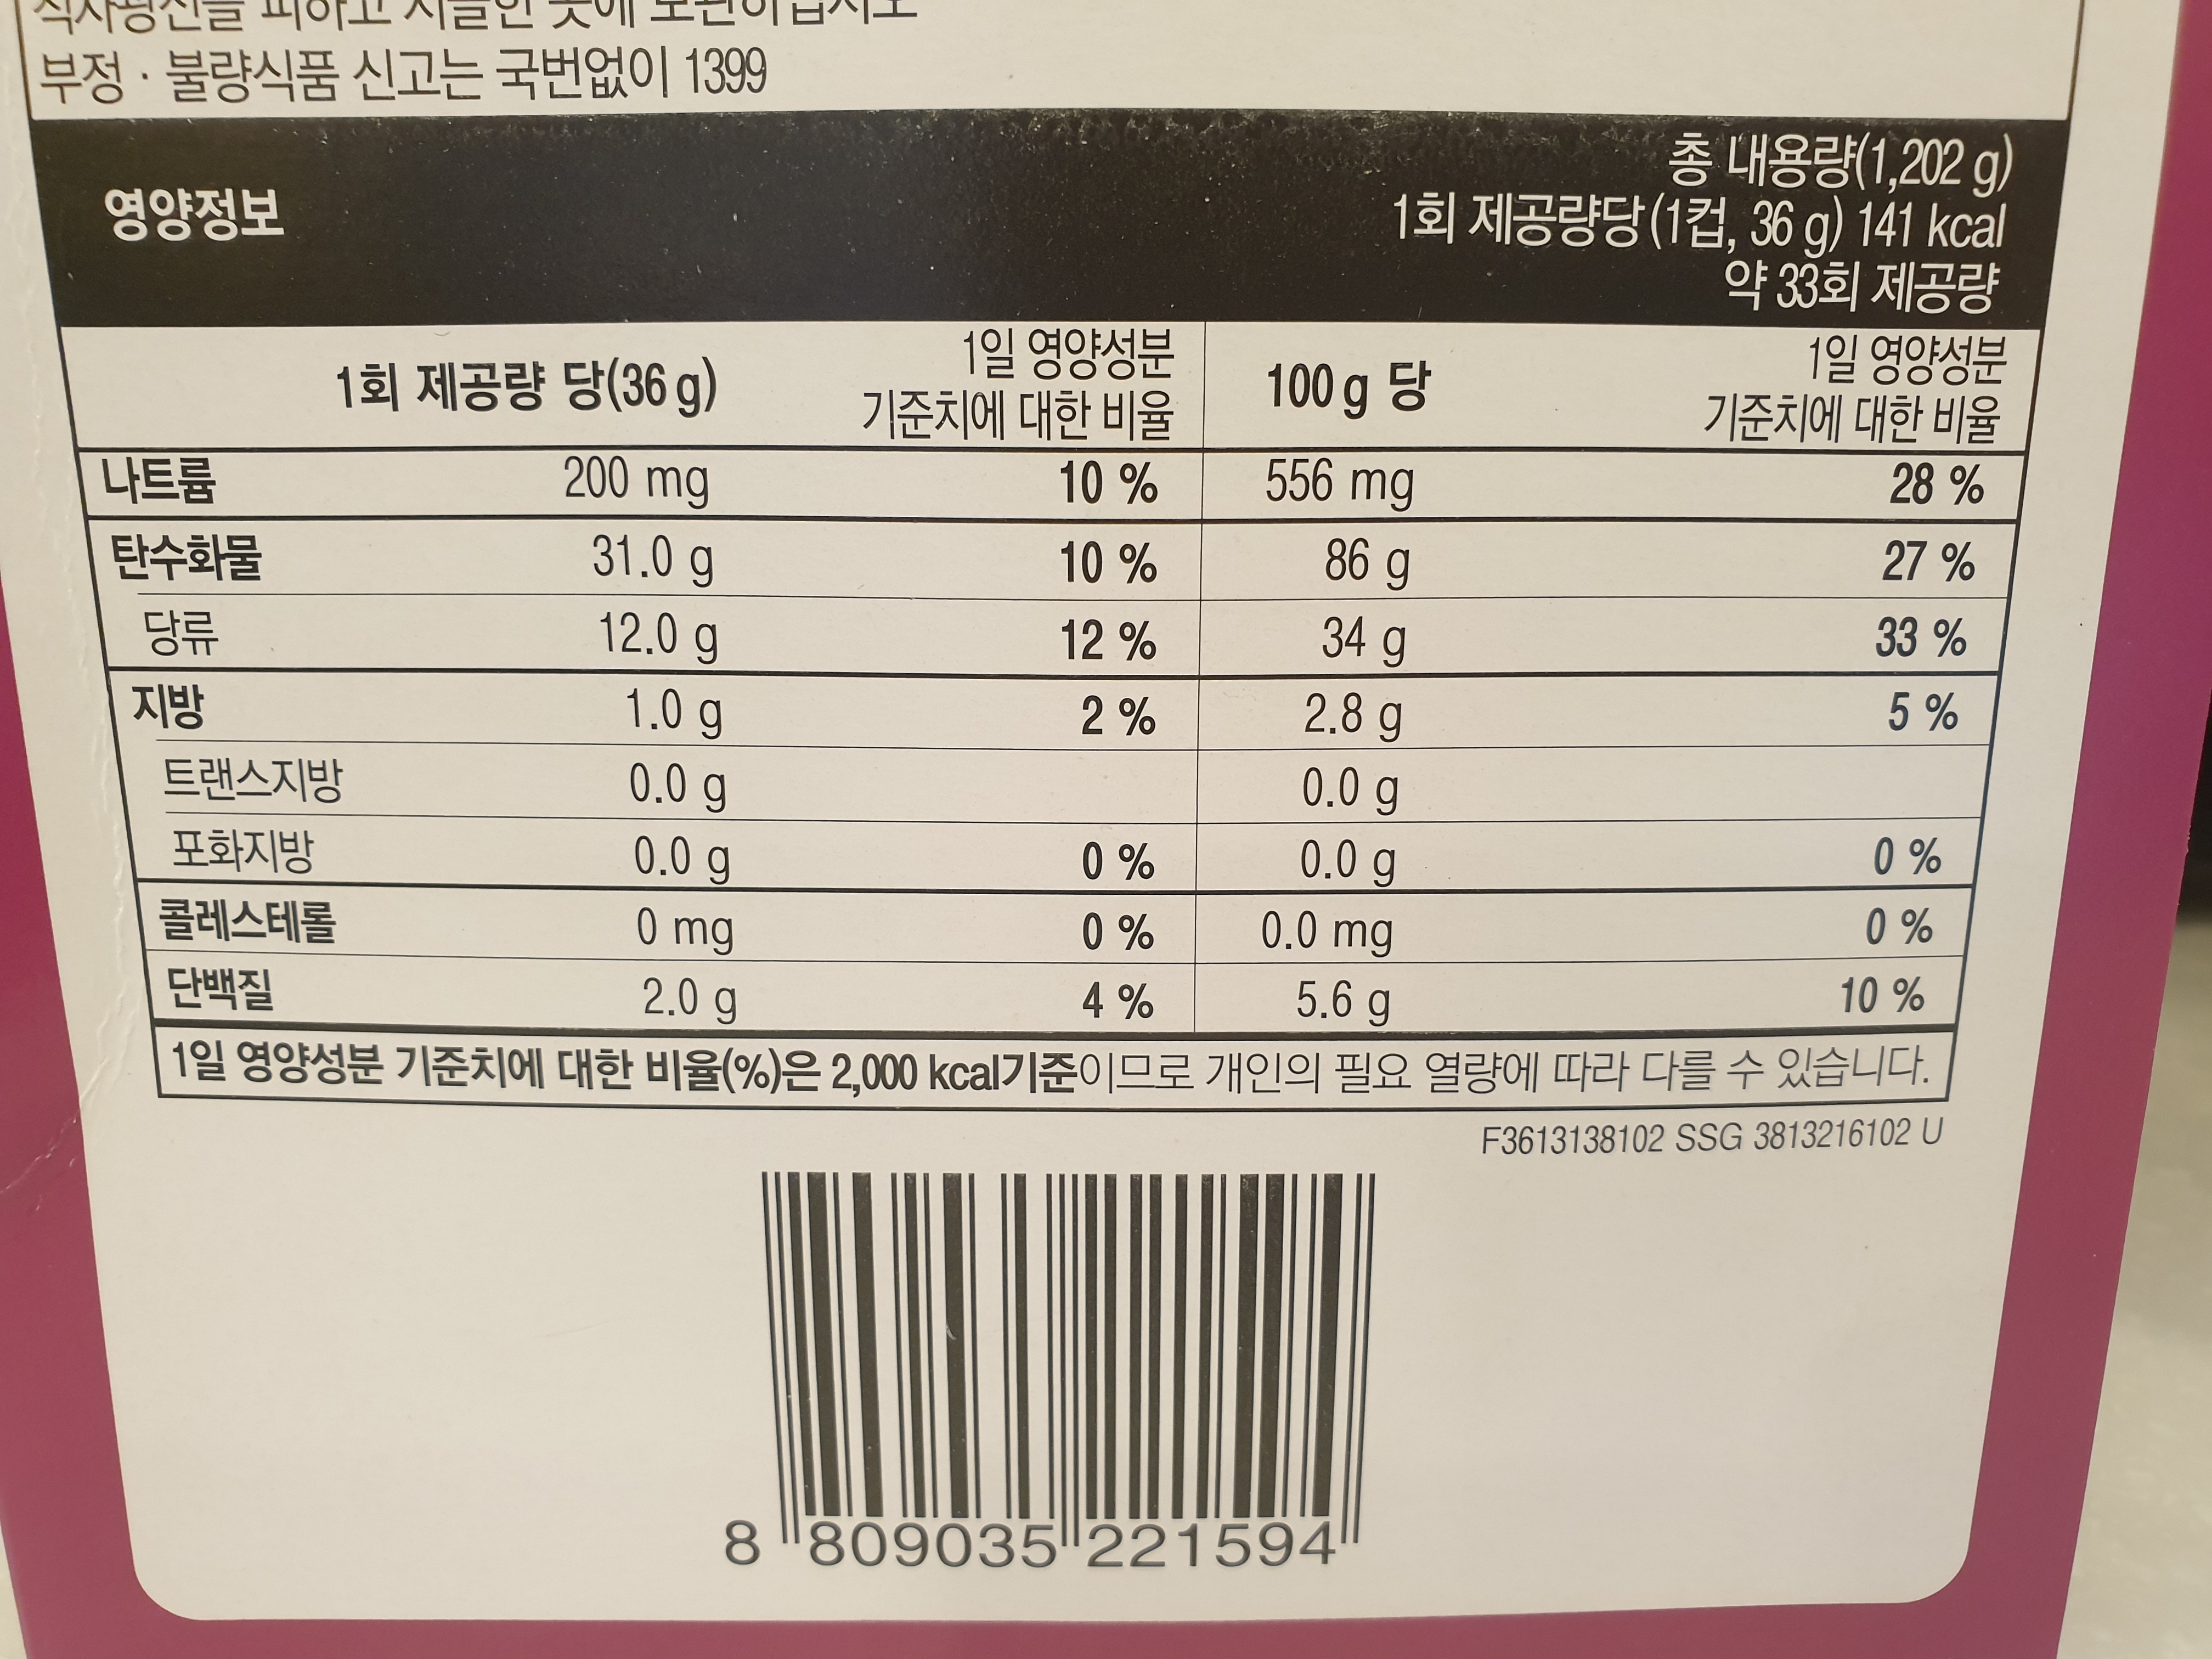 부정 · 불량식품 신고는 국번없이 1399
영양정보
총 내용량(1,202 g)
1회 제공량당(1컵, 36 g) 141 kcal
약 33회 제공량
1회 제공량 당(36 g) 1일 영양성분 기준치에 대한 비율 100 g 당 1일 영양성분 기준치에 대한 비율
나트륨 200 mg 10 % 556 mg 28 %
탄수화물 31.0 g 10 % 86 g 27 %
당류 12.0 g 12 % 34 g 33 %
지방 1.0 g 2 % 2.8 g 5 %
트랜스지방 0.0 g 0.0 g
포화지방 0.0 g 0 % 0.0 g 0 %
콜레스테롤 0 mg 0 % 0.0 mg 0 %
단백질 2.0 g 4 % 5.6 g 10 %
1일 영양성분 기준치에 대한 비율(%)은 2,000 kcal기준이므로 개인의 필요 열량에 따라 다를 수 있습니다.
F3613138102 SSG 3813216102 U
8 809035 221594